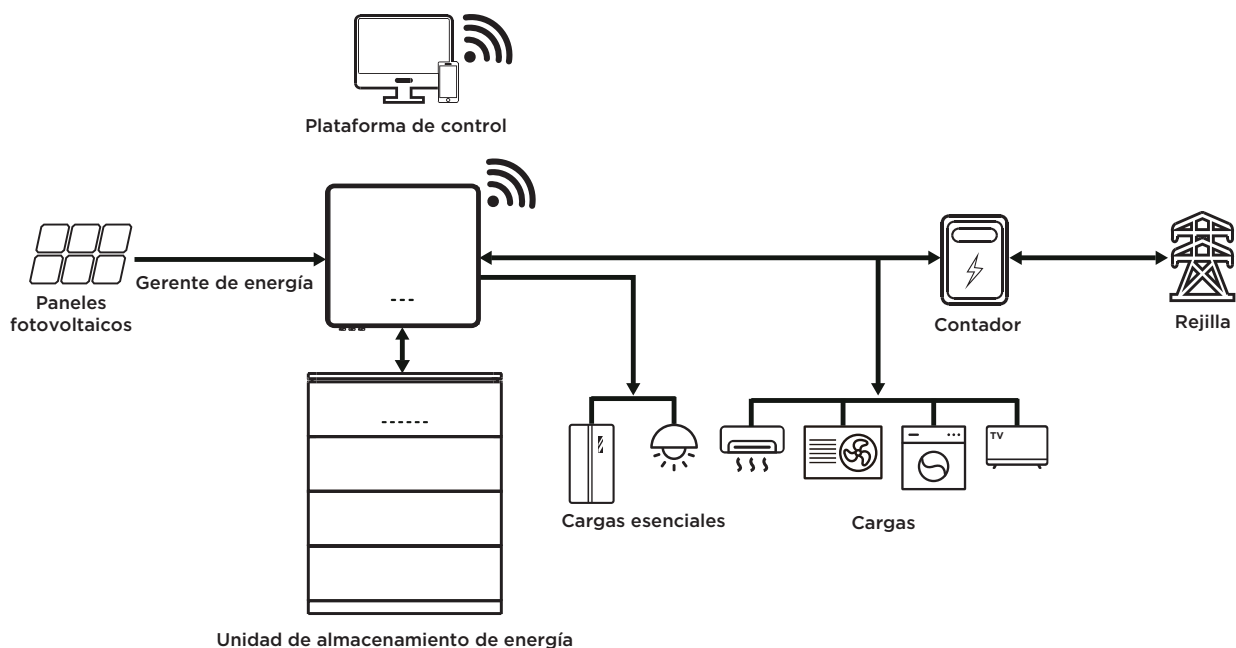 Plataforma de control
Gerente de energía
Paneles
fotovoltaicos
Contador
Rejilla
TV
Cargas esenciales
Cargas
Unidad de almacenamiento de energía